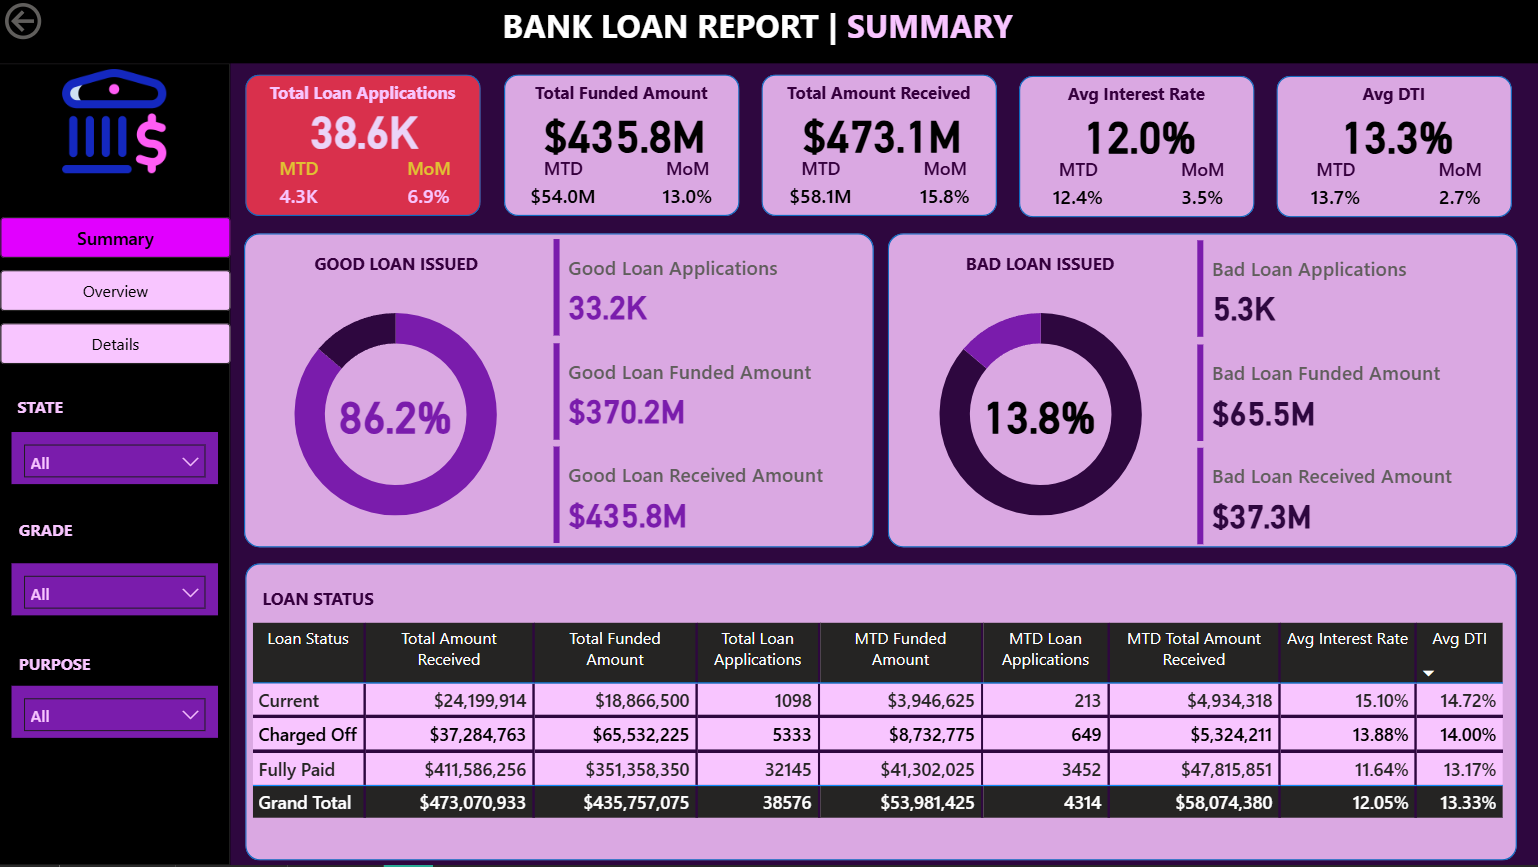 BANK LOAN REPORT | SUMMARY
$
Summary
Overview
Details
STATE
All
GRADE
All
PURPOSE
All
Total Loan Applications
38.6K
MTD MoM
4.3K 6.9%
Total Funded Amount
$435.8M
MTD MoM
$54.0M 13.0%
Total Amount Received
$473.1M
MTD MoM
$58.1M 15.8%
Avg Interest Rate
12.0%
MTD MoM
12.4% 3.5%
Avg DTI
13.3%
MTD MoM
13.7% 2.7%
GOOD LOAN ISSUED
86.2%
Good Loan Applications
33.2K
Good Loan Funded Amount
$370.2M
Good Loan Received Amount
$435.8M
BAD LOAN ISSUED
13.8%
Bad Loan Applications
5.3K
Bad Loan Funded Amount
$65.5M
Bad Loan Received Amount
$37.3M
LOAN STATUS
Loan Status Total Amount Received Total Funded Amount Total Loan Applications MTD Funded Amount MTD Loan Applications MTD Total Amount Received Avg Interest Rate Avg DTI
Current $24,199,914 $18,866,500 1098 $3,946,625 213 $4,934,318 15.10% 14.72%
Charged Off $37,284,763 $65,532,225 5333 $8,732,775 649 $5,324,211 13.88% 14.00%
Fully Paid $411,586,256 $351,358,350 32145 $41,302,025 3452 $47,815,851 11.64% 13.17%
Grand Total $473,070,933 $435,757,075 38576 $53,981,425 4314 $58,074,380 12.05% 13.33%